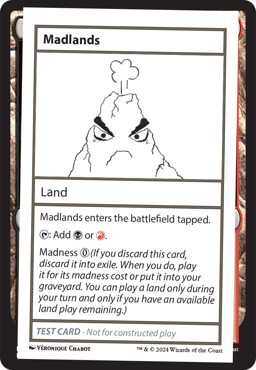 Madlands
Land
Madlands enters the battlefield tapped.
: Add or .
Madness 0 (If you discard this card,
discard it into exile. When you do, play
it for its madness cost or put it into your
graveyard. You can play a land only during
your turn and only if you have an available
land play remaining.)
TEST CARD - Not for constructed play
VÉRONIQUE CHABOT
™ & © 2024 Wizards of the Coast